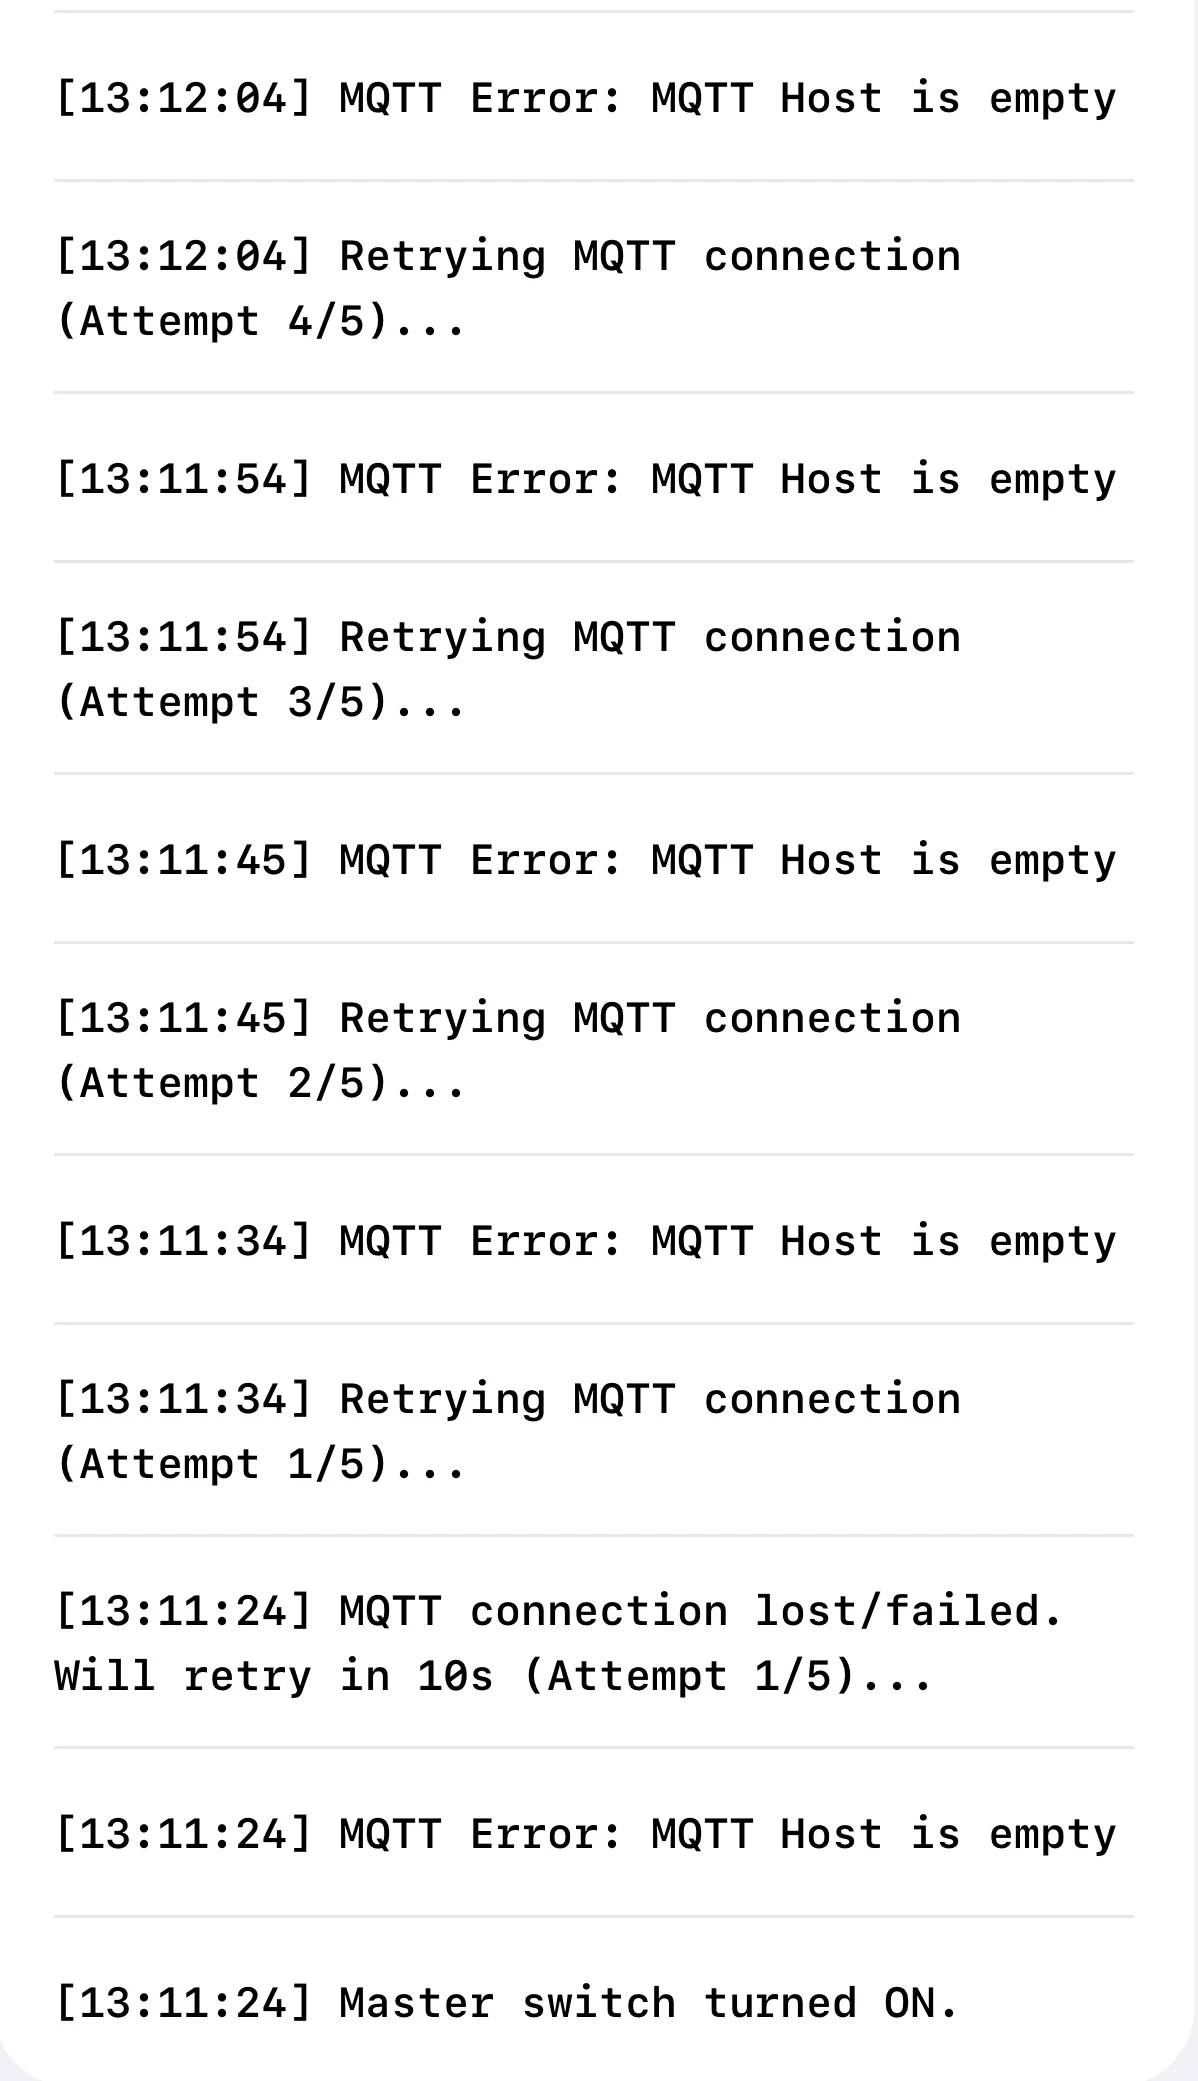 [13:12:04] MQTT Error: MQTT Host is empty
[13:12:04] Retrying MQTT connection
(Attempt 4/5)...
[13:11:54] MQTT Error: MQTT Host is empty
[13:11:54] Retrying MQTT connection
(Attempt 3/5)...
[13:11:45] MQTT Error: MQTT Host is empty
[13:11:45] Retrying MQTT connection
(Attempt 2/5)...
[13:11:34] MQTT Error: MQTT Host is empty
[13:11:34] Retrying MQTT connection
(Attempt 1/5)...
[13:11:24] MQTT connection lost/failed.
Will retry in 10s (Attempt 1/5)...
[13:11:24] MQTT Error: MQTT Host is empty
[13:11:24] Master switch turned ON.